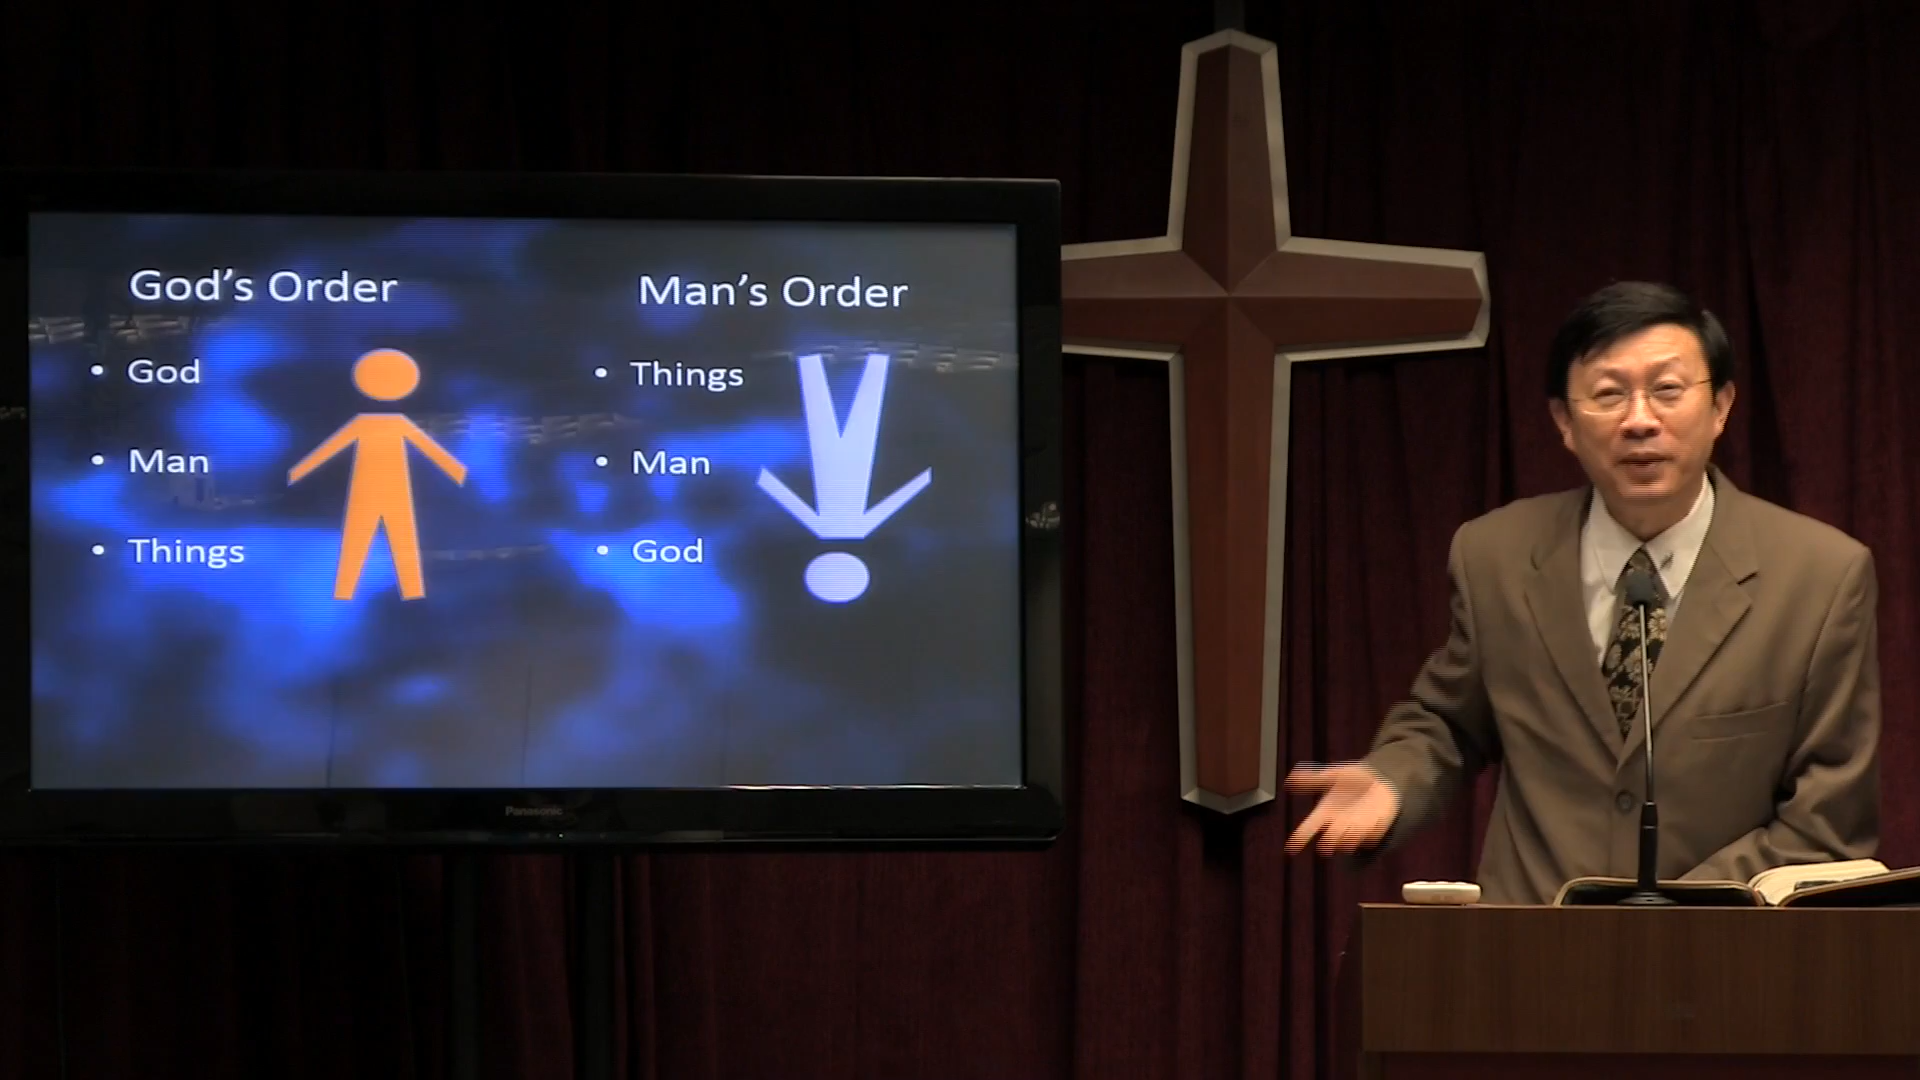 God's Order
• God
• Man
• Things
Man's Order
• Things
• Man
• God
Panasonic